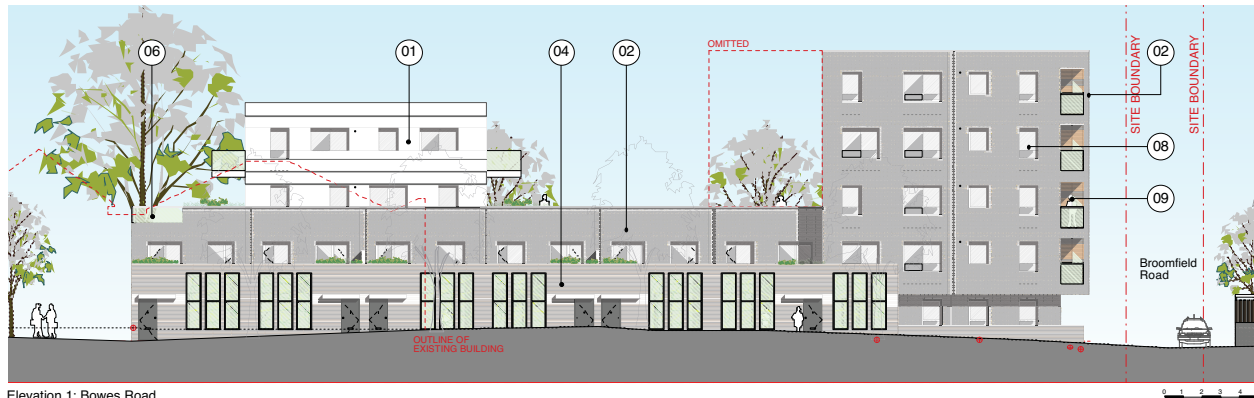 06
01
04
02
OMITTED
02
SITE BOUNDARY
SITE BOUNDARY
08
09
Broomfield
Road
OUTLINE OF
EXISTING BUILDING
Elevation 1: Bowes Road
0 1 2 3 4